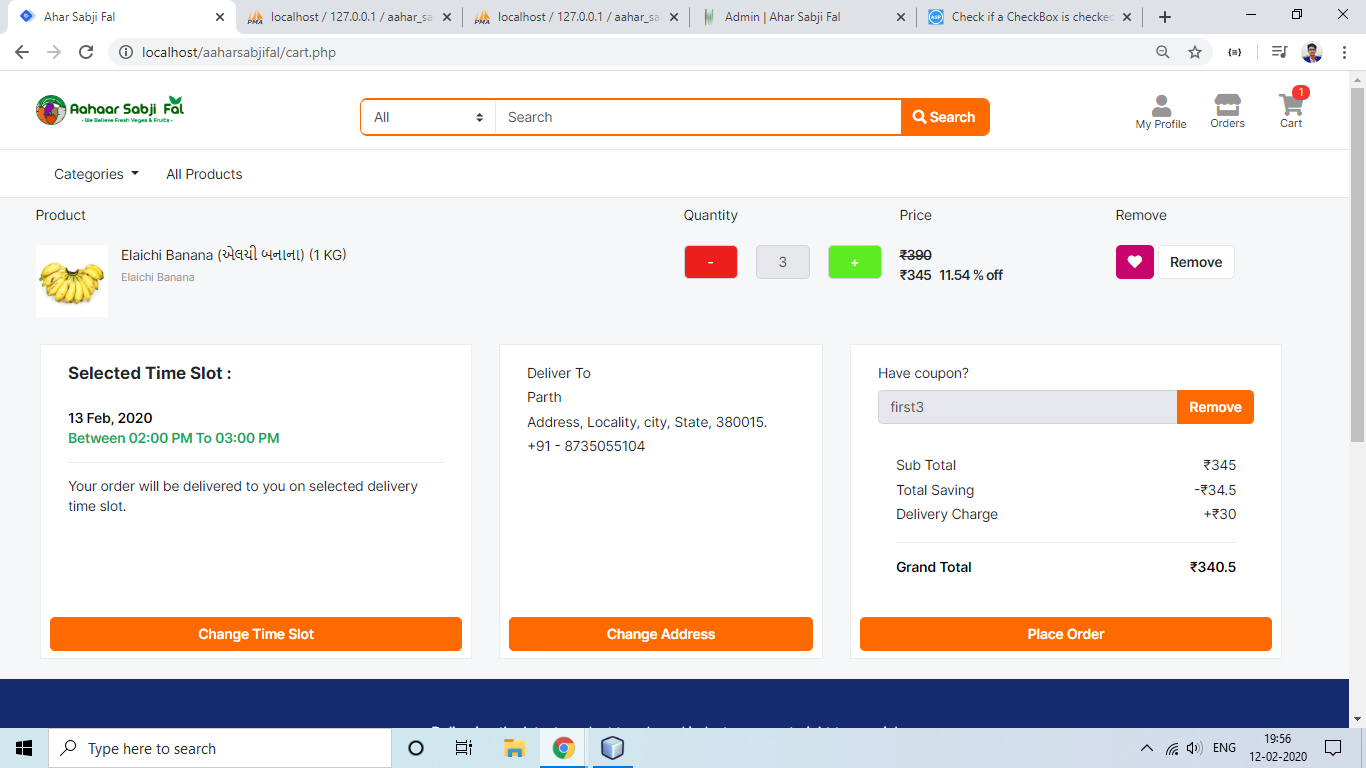 Ahar Sabji Fal
localhost / 127.0.0.1 / aahar_sa
localhost / 127.0.0.1 / aahar_sa
Admin | Ahar Sabji Fal
ASP
Check if a CheckBox is checked
PMA
PMA
localhost/aaharsabjifal/cart.php
Aahaar Sabji Fal
- We Believe Fresh Veges & Fruits -
All
Search
Search
My Profile
Orders
1
Cart
Categories
All Products
Product
Quantity
Price
Remove
Elaichi Banana (એલચી બનાના) (1 KG)
Elaichi Banana
-
3
+
₹390
₹345 11.54 % off
Remove
Selected Time Slot :
13 Feb, 2020
Between 02:00 PM To 03:00 PM
Your order will be delivered to you on selected delivery
time slot.
Change Time Slot
Deliver To
Parth
Address, Locality, city, State, 380015.
+91 - 8735055104
Change Address
Have coupon?
first3
Remove
Sub Total ₹345
Total Saving -₹34.5
Delivery Charge +₹30
Grand Total ₹340.5
Place Order
Type here to search
ENG
19:56
12-02-2020